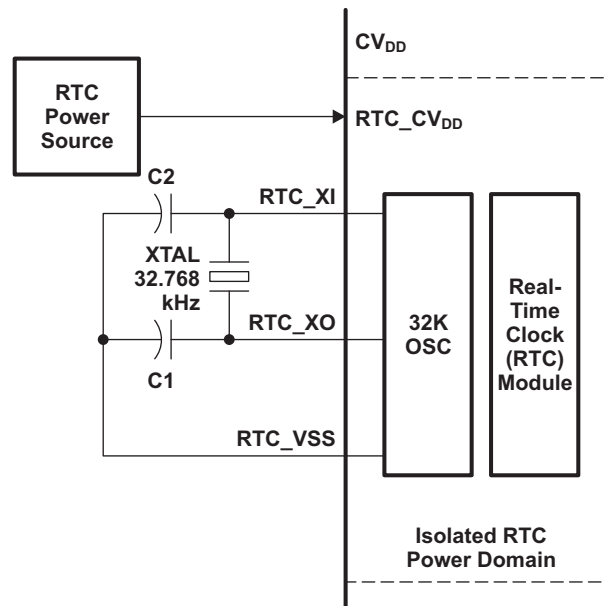 CVDD
RTC
Power
Source
RTC_CVDD
C2
RTC_XI
XTAL
32.768
kHz
RTC_XO
C1
RTC_VSS
32K
OSC
Real-
Time
Clock
(RTC)
Module
Isolated RTC
Power Domain